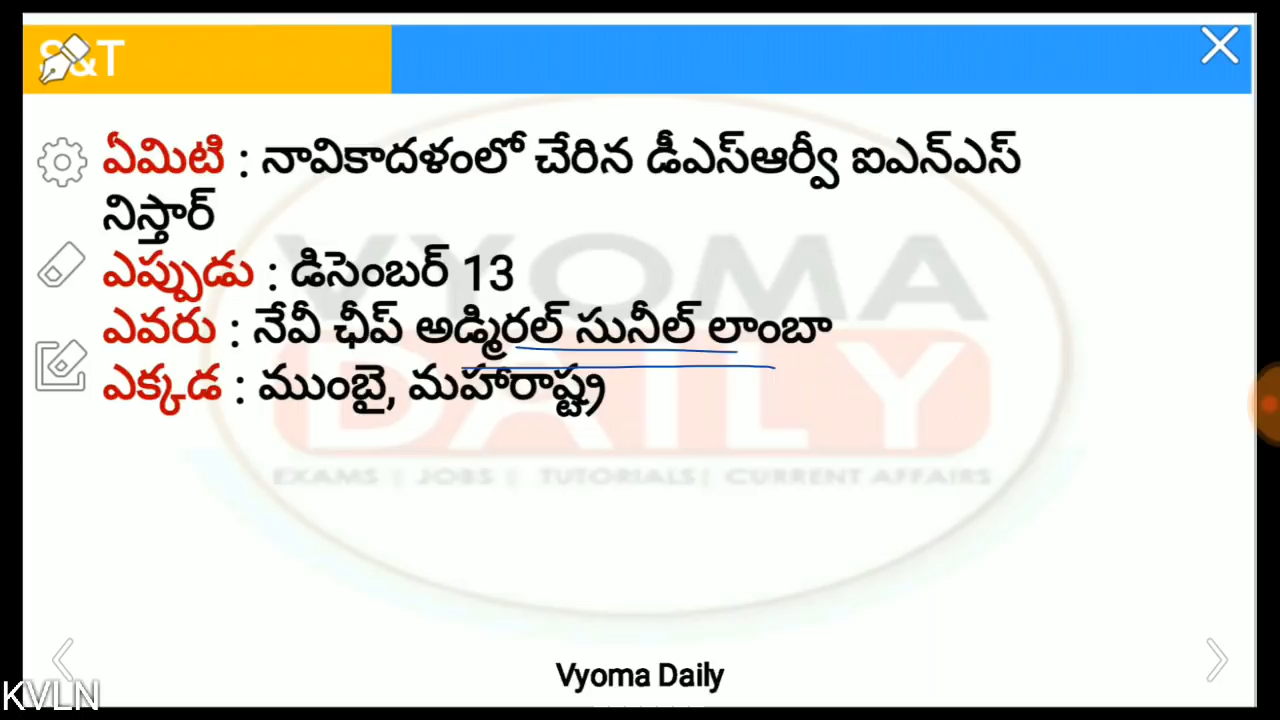 S&T
ఏమిటి : నావికాదళంలో చేరిన డీఎస్ఆర్వీ ఐఎన్ఎస్
నిస్తార్
ఎప్పుడు : డిసెంబర్ 13
ఎవరు : నేవీ ఛీప్ అడ్మిరల్ సునీల్ లాంబా
ఎక్కడ : ముంబై, మహారాష్ట్ర
VYOMA
DAILY
EXAMS | JOBS | TUTORIALS | CURRENT AFFAIRS
Vyoma Daily
KVLN